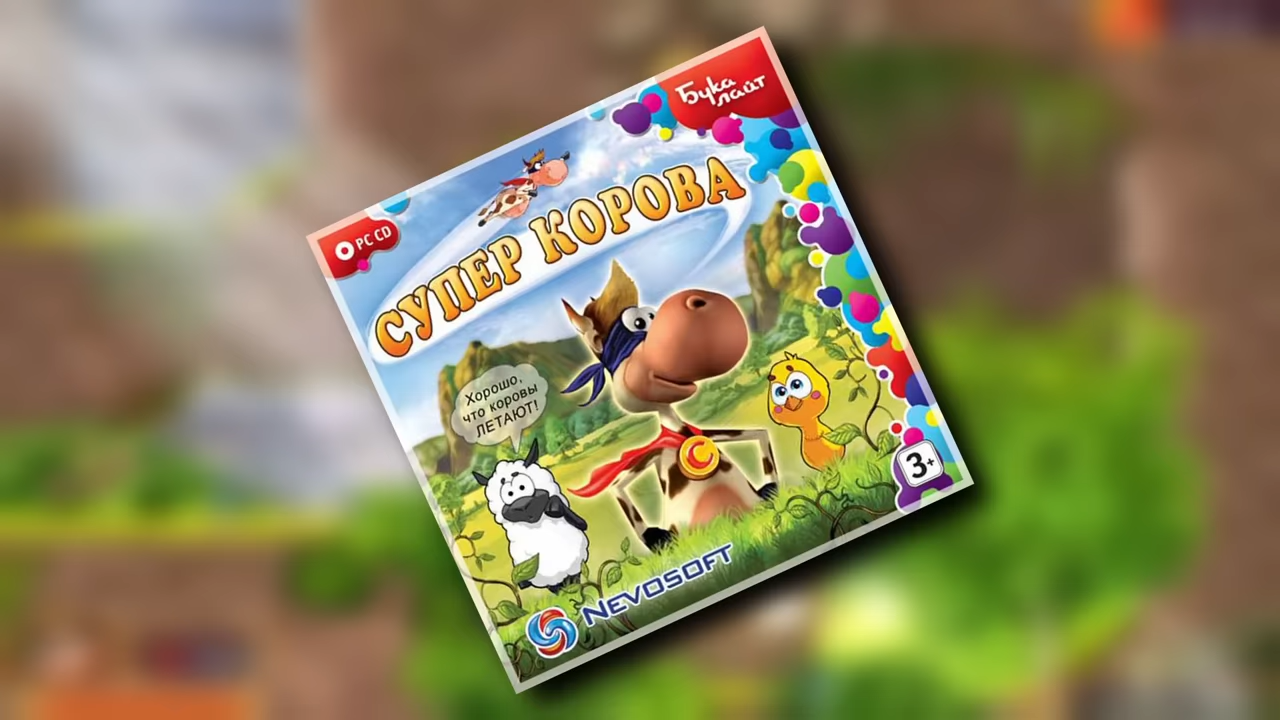 Бука
лайт
PC CD
СУПЕР КОРОВА
Хорошо,
что коровы
ЛЕТАЮТ!
С
3+
NEVOSOFT